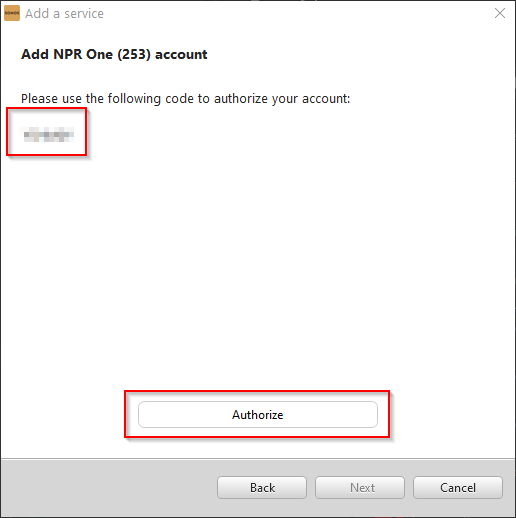 SONOS Add a service
Add NPR One (253) account
Please use the following code to authorize your account:
Authorize
Back Next Cancel